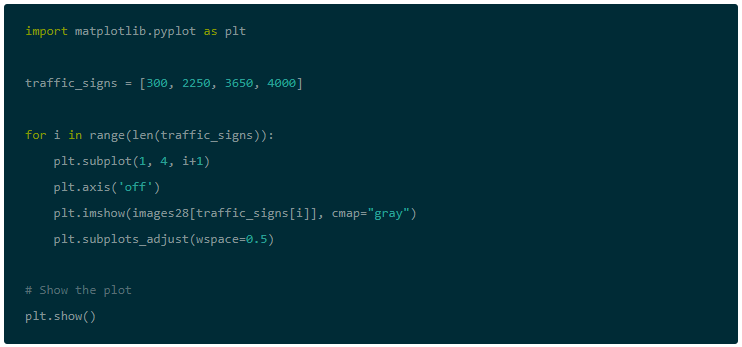 import matplotlib.pyplot as plt
traffic_signs = [300, 2250, 3650, 4000]
for i in range(len(traffic_signs)):
    plt.subplot(1, 4, i+1)
    plt.axis('off')
    plt.imshow(images28[traffic_signs[i]], cmap="gray")
    plt.subplots_adjust(wspace=0.5)
# Show the plot
plt.show()